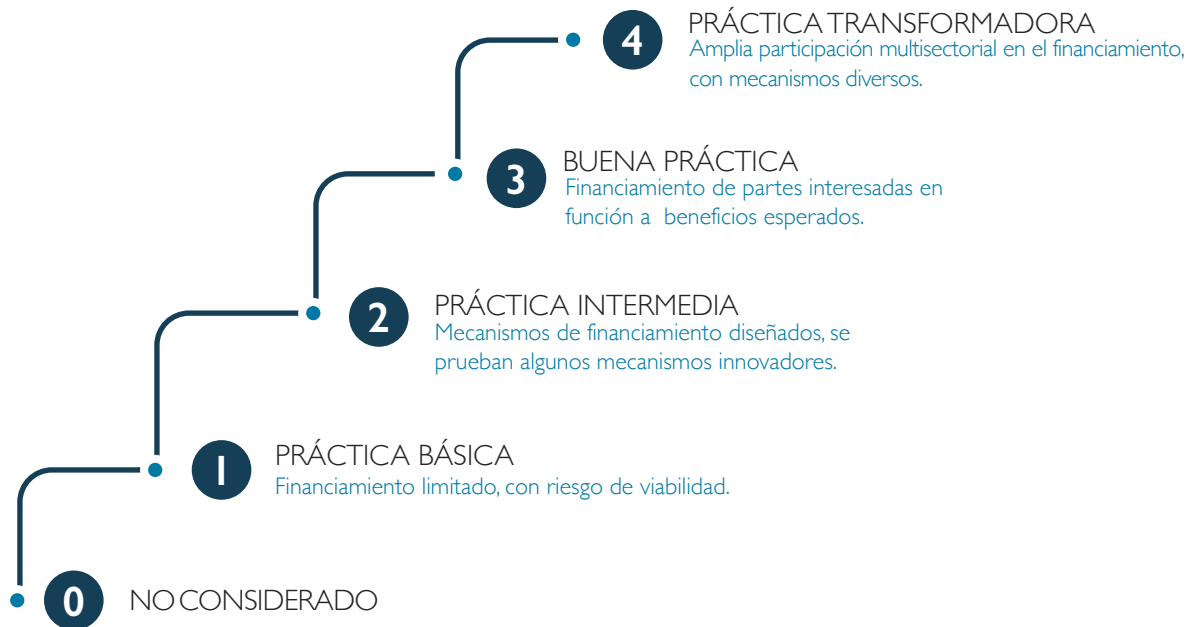 4
PRÁCTICA TRANSFORMADORA
Amplia participación multisectorial en el financiamiento,
con mecanismos diversos.
3
BUENA PRÁCTICA
Financiamiento de partes interesadas en
función a beneficios esperados.
2
PRÁCTICA INTERMEDIA
Mecanismos de financiamiento diseñados, se
prueban algunos mecanismos innovadores.
1
PRÁCTICA BÁSICA
Financiamiento limitado, con riesgo de viabilidad.
0
NO CONSIDERADO